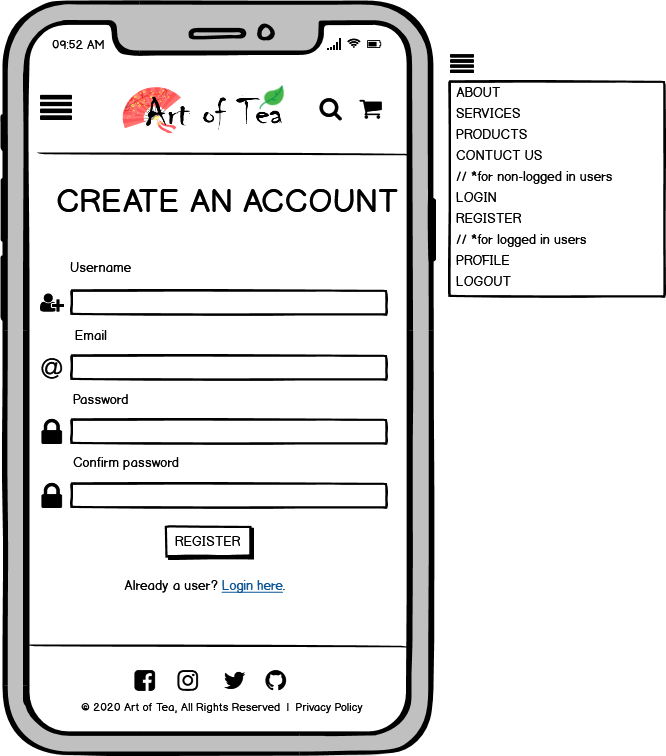 09:52 AM
Art of Tea
CREATE AN ACCOUNT
Username
Email
@
Password
Confirm password
REGISTER
Already a user? Login here.
© 2020 Art of Tea, All Rights Reserved | Privacy Policy
ABOUT
SERVICES
PRODUCTS
CONTUCT US
// *for non-logged in users
LOGIN
REGISTER
// *for logged in users
PROFILE
LOGOUT